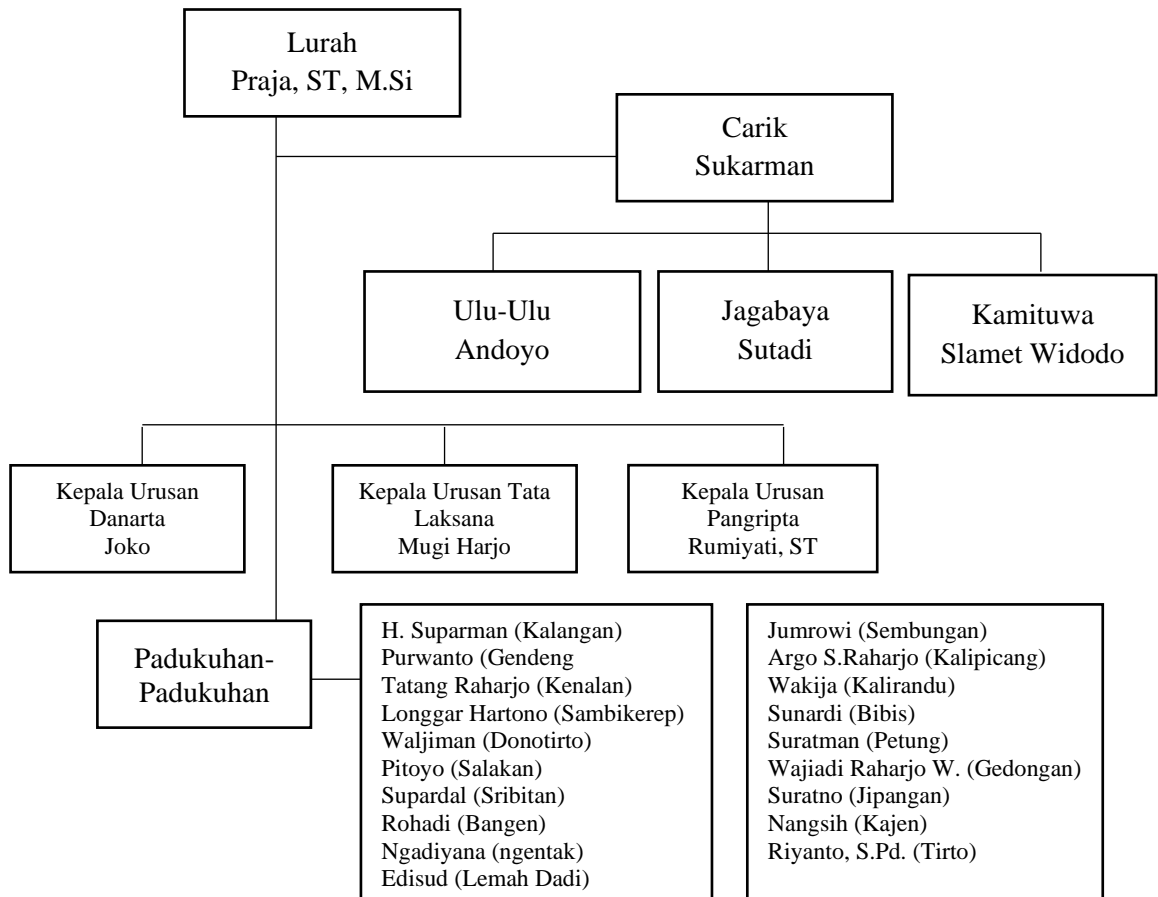 Lurah
Praja, ST, M.Si
Carik
Sukarman
Ulu-Ulu
Andoyo
Jagabaya
Sutadi
Kamituwa
Slamet Widodo
Kepala Urusan
Danarta
Joko
Kepala Urusan Tata
Laksana
Mugi Harjo
Kepala Urusan
Pangripta
Rumiyati, ST
Padukuhan-
Padukuhan
H. Suparman (Kalangan)
Purwanto (Gendeng
Tatang Raharjo (Kenalan)
Longgar Hartono (Sambikerep)
Waljiman (Donotirto)
Pitoyo (Salakan)
Supardal (Sribitan)
Rohadi (Bangen)
Ngadiyana (ngentak)
Edisud (Lemah Dadi)
Jumrowi (Sembungan)
Argo S.Raharjo (Kalipicang)
Wakija (Kalirandu)
Sunardi (Bibis)
Suratman (Petung)
Wajiadi Raharjo W. (Gedongan)
Suratno (Jipangan)
Nangsih (Kajen)
Riyanto, S.Pd. (Tirto)